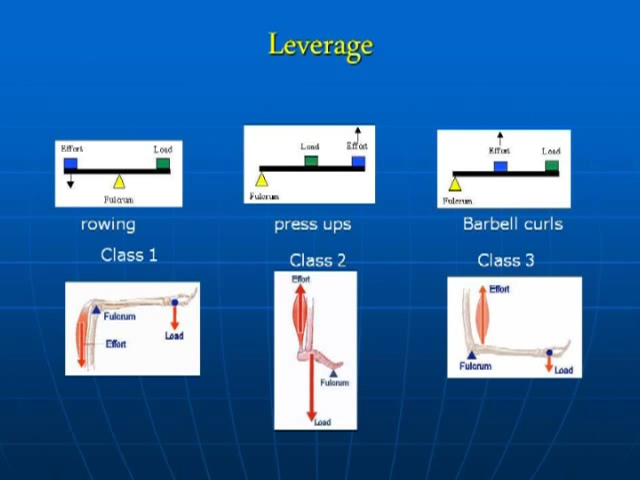 Leverage
Effort
Load
Fulcrum
Load
Effort
Fulcrum
Effort
Load
Fulcrum
rowing
press ups
Barbell curls
Class 1
Class 2
Class 3
Fulcrum
Effort
Load
Effort
Fulcrum
Load
Effort
Fulcrum
Load